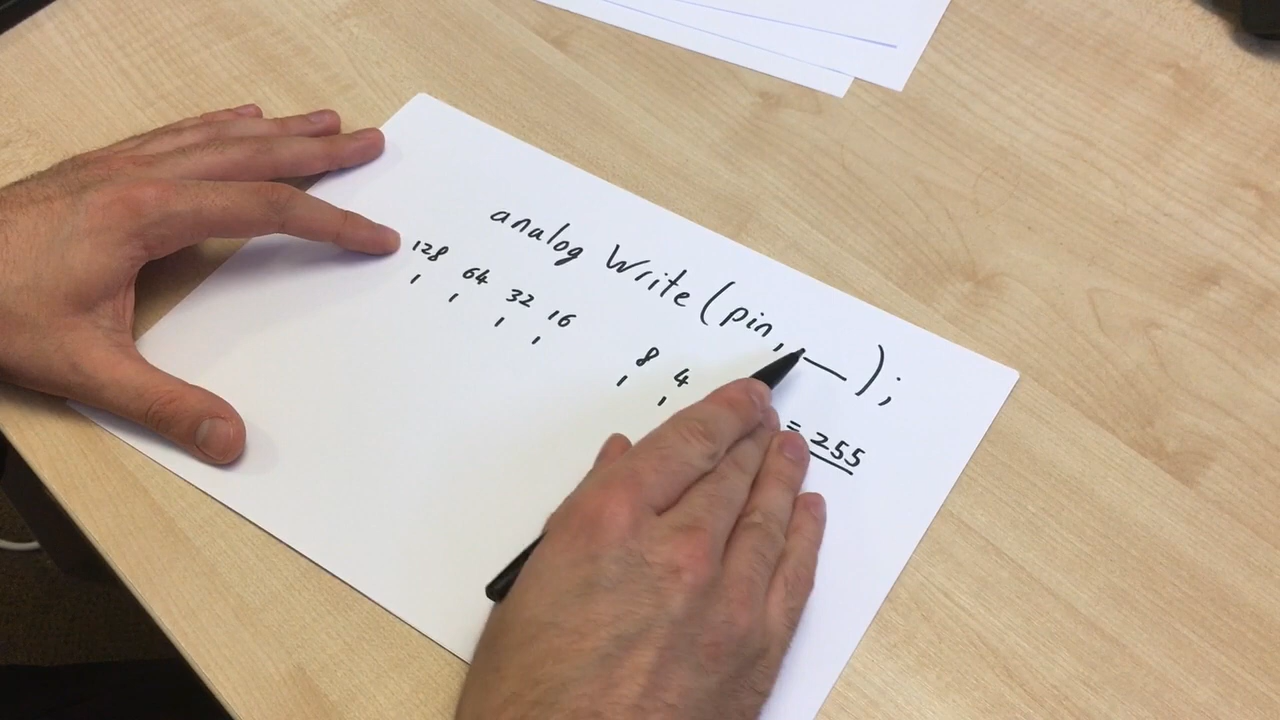 analog Write (pin, __ );
128 64 32 16 8 4
1 1 1 1 1 1 = 255